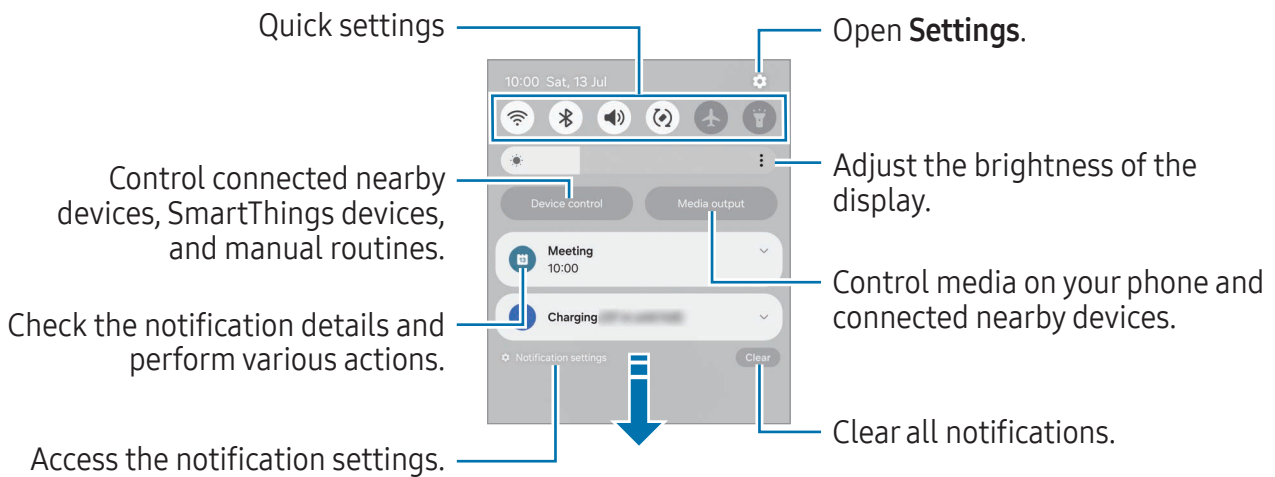 Quick settings
Open Settings.
10:00 Sat, 13 Jul
Adjust the brightness of the
display.
Control connected nearby
devices, SmartThings devices,
and manual routines.
Device control
Media output
Meeting
10:00
13
Control media on your phone and
connected nearby devices.
Check the notification details and
perform various actions.
Charging
Notification settings
Clear
Clear all notifications.
Access the notification settings.